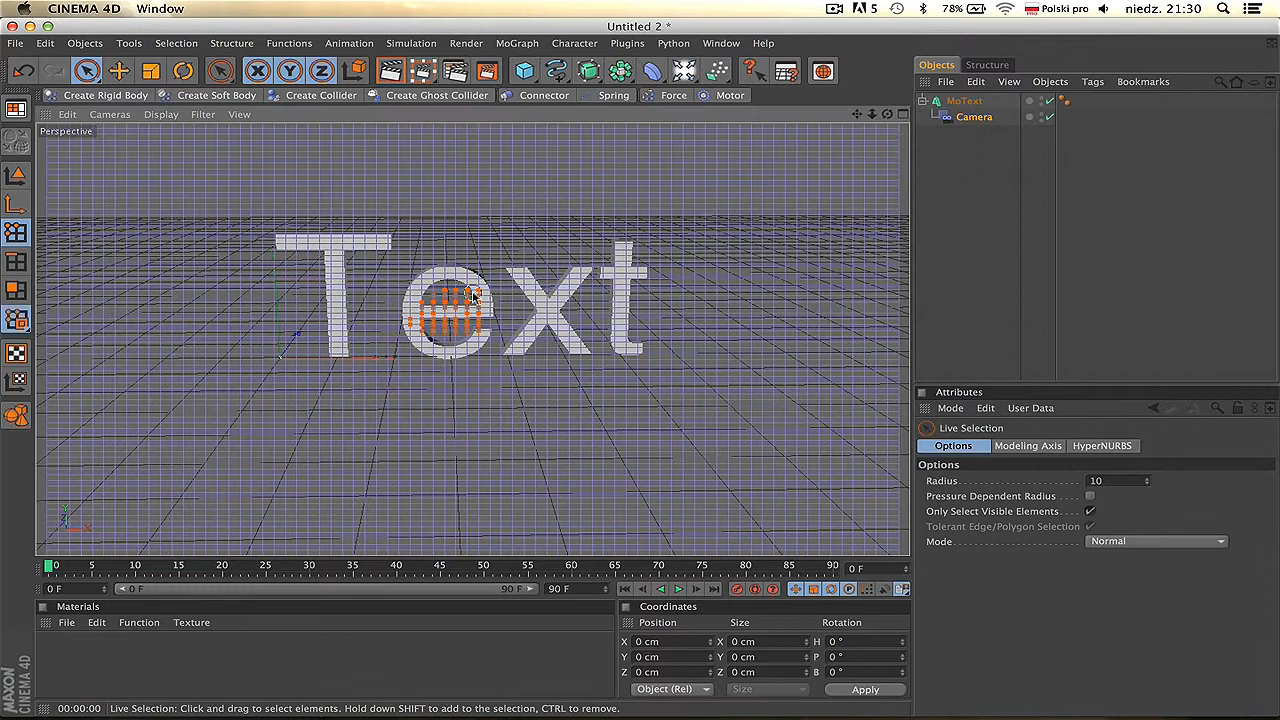 CINEMA 4D Window 5 78% Polski pro niedz. 21:30
Untitled 2 *
File Edit Objects Tools Selection Structure Functions Animation Simulation Render MoGraph Character Plugins Python Window Help
Objects Structure
X Y Z
File Edit View Objects Tags Bookmarks
Create Rigid Body Create Soft Body Create Collider Create Ghost Collider Connector Spring Force Motor
MoText
Edit Cameras Display Filter View
Camera
Perspective
Text
Attributes
Mode Edit User Data
Live Selection
Options Modeling Axis HyperNURBS
Options
Radius 10
Pressure Dependent Radius
Only Select Visible Elements
Tolerant Edge/Polygon Selection
Mode Normal
Y
Z X
0 5 10 15 20 25 30 35 40 45 50 55 60 65 70 75 80 85 90 0 F
0 F 0 F 90 F 90 F
Materials Coordinates
File Edit Function Texture Position Size Rotation
X 0 cm X 0 cm H 0 °
Y 0 cm Y 0 cm P 0 °
Z 0 cm Z 0 cm B 0 °
Object (Rel) Size Apply
MAXON
CINEMA 4D
00:00:00 Live Selection: Click and drag to select elements. Hold down SHIFT to add to the selection, CTRL to remove.